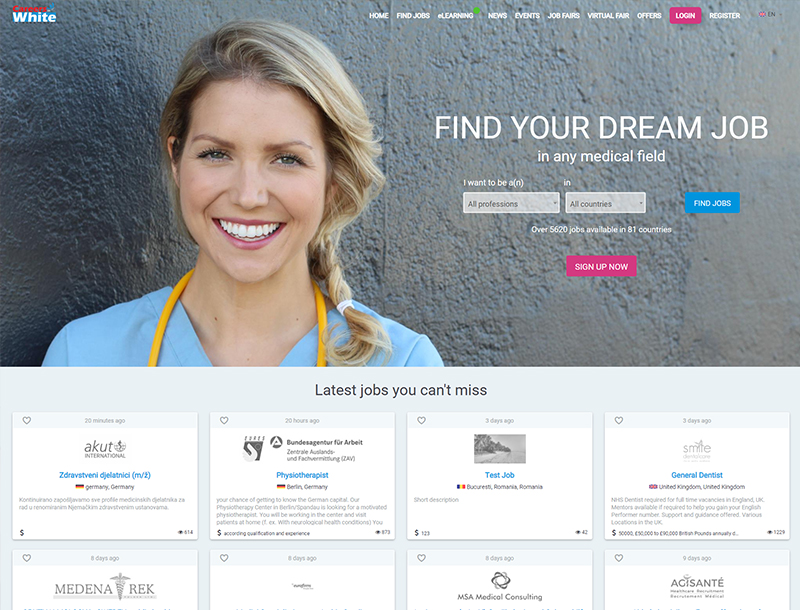 Careers in
White
HOME FIND JOBS eLEARNING NEWS EVENTS JOB FAIRS VIRTUAL FAIR OFFERS LOGIN REGISTER EN
FIND YOUR DREAM JOB
in any medical field
I want to be a(n) in
All professions All countries FIND JOBS
Over 5620 jobs available in 81 countries
SIGN UP NOW
Latest jobs you can't miss
20 minutes ago
akut
INTERNATIONAL
Zdravstveni djelatnici (m/ž)
germany, Germany
Kontinuirano zapošljavamo sve profile medicinskih djelatnika za
rad u renomiranim Njemačkim zdravstvenim ustanovama.
$ 614
20 hours ago
EURES
Bundesagentur für Arbeit
Zentrale Auslands-
und Fachvermittlung (ZAV)
Physiotherapist
Berlin, Germany
your chance of getting to know the German capital. Our
Physiotherapy Center in Berlin/Spandau is looking for a motivated
physiotherapist. You will be working in the center and visit
patients at home (f. ex. With neurological health conditions) You
$ according qualification and experience 873
3 days ago
Test Job
Bucuresti, Romania, Romania
Short description
$ 123 42
3 days ago
smile
Generał Dentist
United Kingdom, United Kingdom
NHS Dentist required for full time vacancies in England, UK.
Mentors available if required to help you gain your English
Performer number. Support and guidance offered. Various
Locations in the UK.
$ 50000, £50,000 to £90,000 British Pounds annually d... 1229
8 days ago
MEDENA REK
8 days ago
eurofirms
8 days ago
MSA Medical Consulting
9 days ago
AGISANTÉ
Healthcare Recruitment
Recrutement Médical